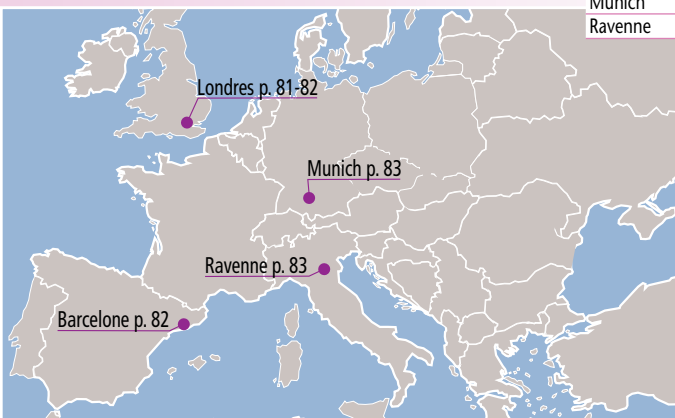 Munich
Ravenne
Londres p. 81-82
Munich p. 83
Ravenne p. 83
Barcelone p. 82